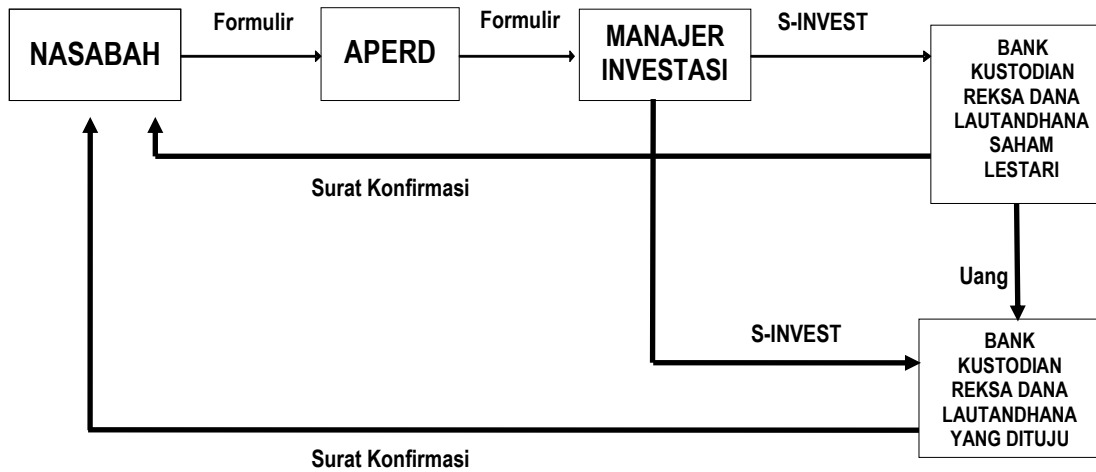 Formulir
Formulir
S-INVEST
NASABAH
APERD
MANAJER
INVESTASI
BANK
KUSTODIAN
REKSA DANA
LAUTANDHANA
SAHAM
LESTARI
Surat Konfirmasi
Uang
S-INVEST
BANK
KUSTODIAN
REKSA DANA
LAUTANDHANA
YANG DITUJU
Surat Konfirmasi